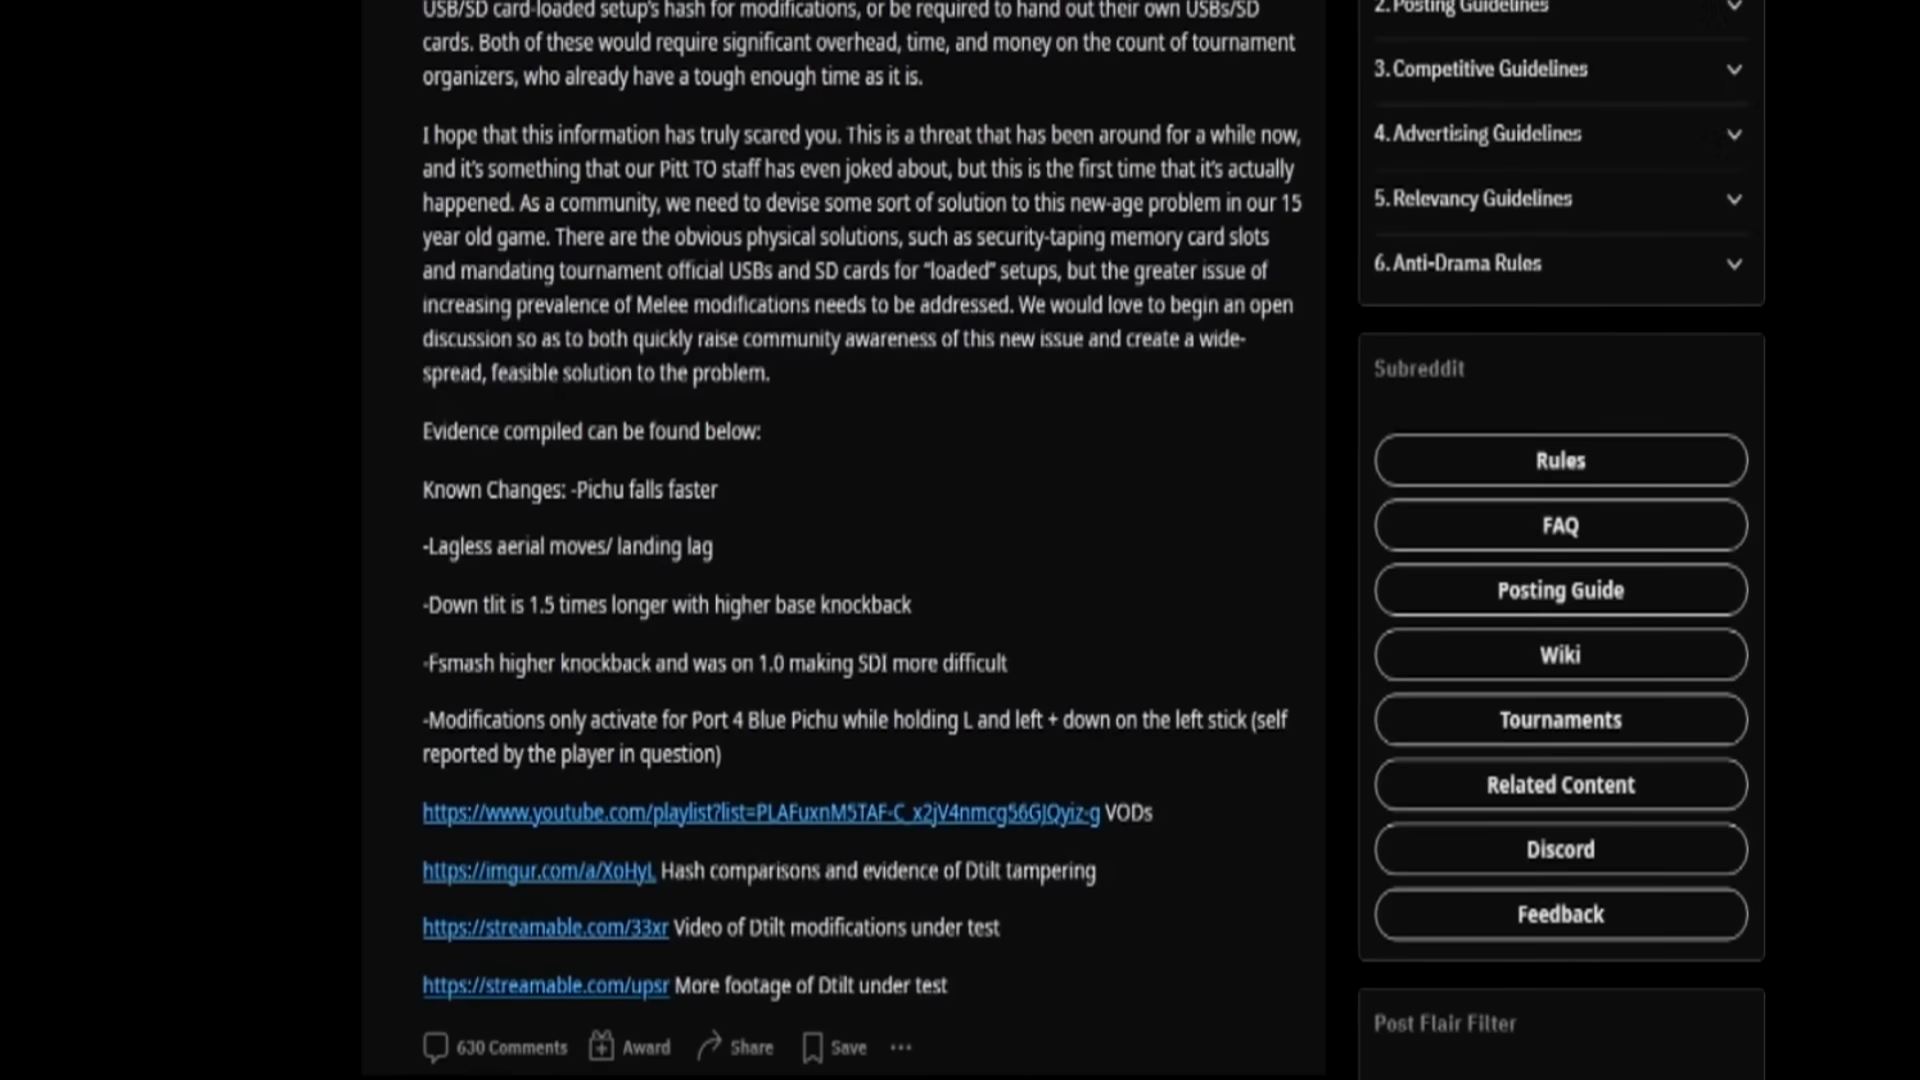 USB/SD card-loaded setup's hash for modifications, or be required to hand out their own USBs/SD
cards. Both of these would require significant overhead, time, and money on the count of tournament
organizers, who already have a tough enough time as it is.
I hope that this information has truly scared you. This is a threat that has been around for a while now,
and it's something that our Pitt TO staff has even joked about, but this is the first time that it's actually
happened. As a community, we need to devise some sort of solution to this new-age problem in our 15
year old game. There are the obvious physical solutions, such as security-taping memory card slots
and mandating tournament official USBs and SD cards for "loaded" setups, but the greater issue of
increasing prevalence of Melee modifications needs to be addressed. We would love to begin an open
discussion so as to both quickly raise community awareness of this new issue and create a wide-
spread, feasible solution to the problem.
Evidence compiled can be found below:
Known Changes: -Pichu falls faster
-Lagless aerial moves/ landing lag
-Down tlit is 1.5 times longer with higher base knockback
-Fsmash higher knockback and was on 1.0 making SDI more difficult
-Modifications only activate for Port 4 Blue Pichu while holding L and left + down on the left stick (self
reported by the player in question)
https://www.youtube.com/playlist?list=PLAFuxnM5TAF-C_x2jV4nmcg56GJQyiz-g VODs
https://imgur.com/a/XoHyL Hash comparisons and evidence of Dtilt tampering
https://streamable.com/33xr Video of Dtilt modifications under test
https://streamable.com/upsr More footage of Dtilt under test
630 Comments Award Share Save
2. Posting Guidelines
3. Competitive Guidelines
4. Advertising Guidelines
5. Relevancy Guidelines
6. Anti-Drama Rules
Subreddit
Rules
FAQ
Posting Guide
Wiki
Tournaments
Related Content
Discord
Feedback
Post Flair Filter